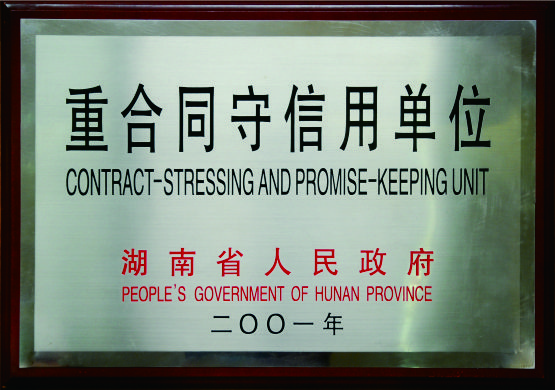 重合同守信用单位
CONTRACT-STRESSING AND PROMISE-KEEPING UNIT
湖南省人民政府
PEOPLE'S GOVERNMENT OF HUNAN PROVINCE
二〇〇一年